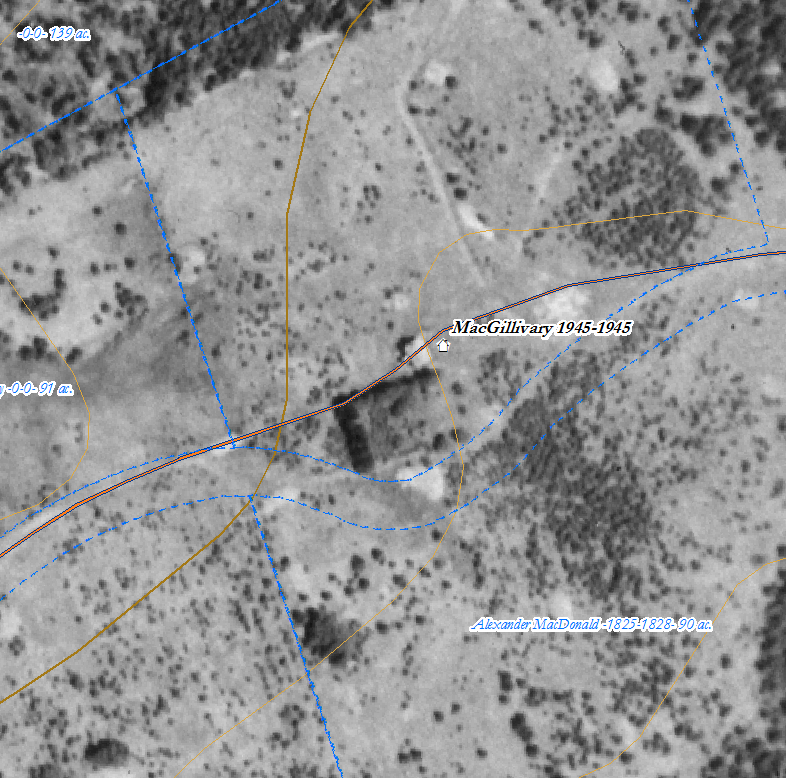 -0-0- 139 ac.
MacGillivary 1945-1945
y -0-0- 91 ac.
Alexander MacDonald -1825-1828- 90 ac.